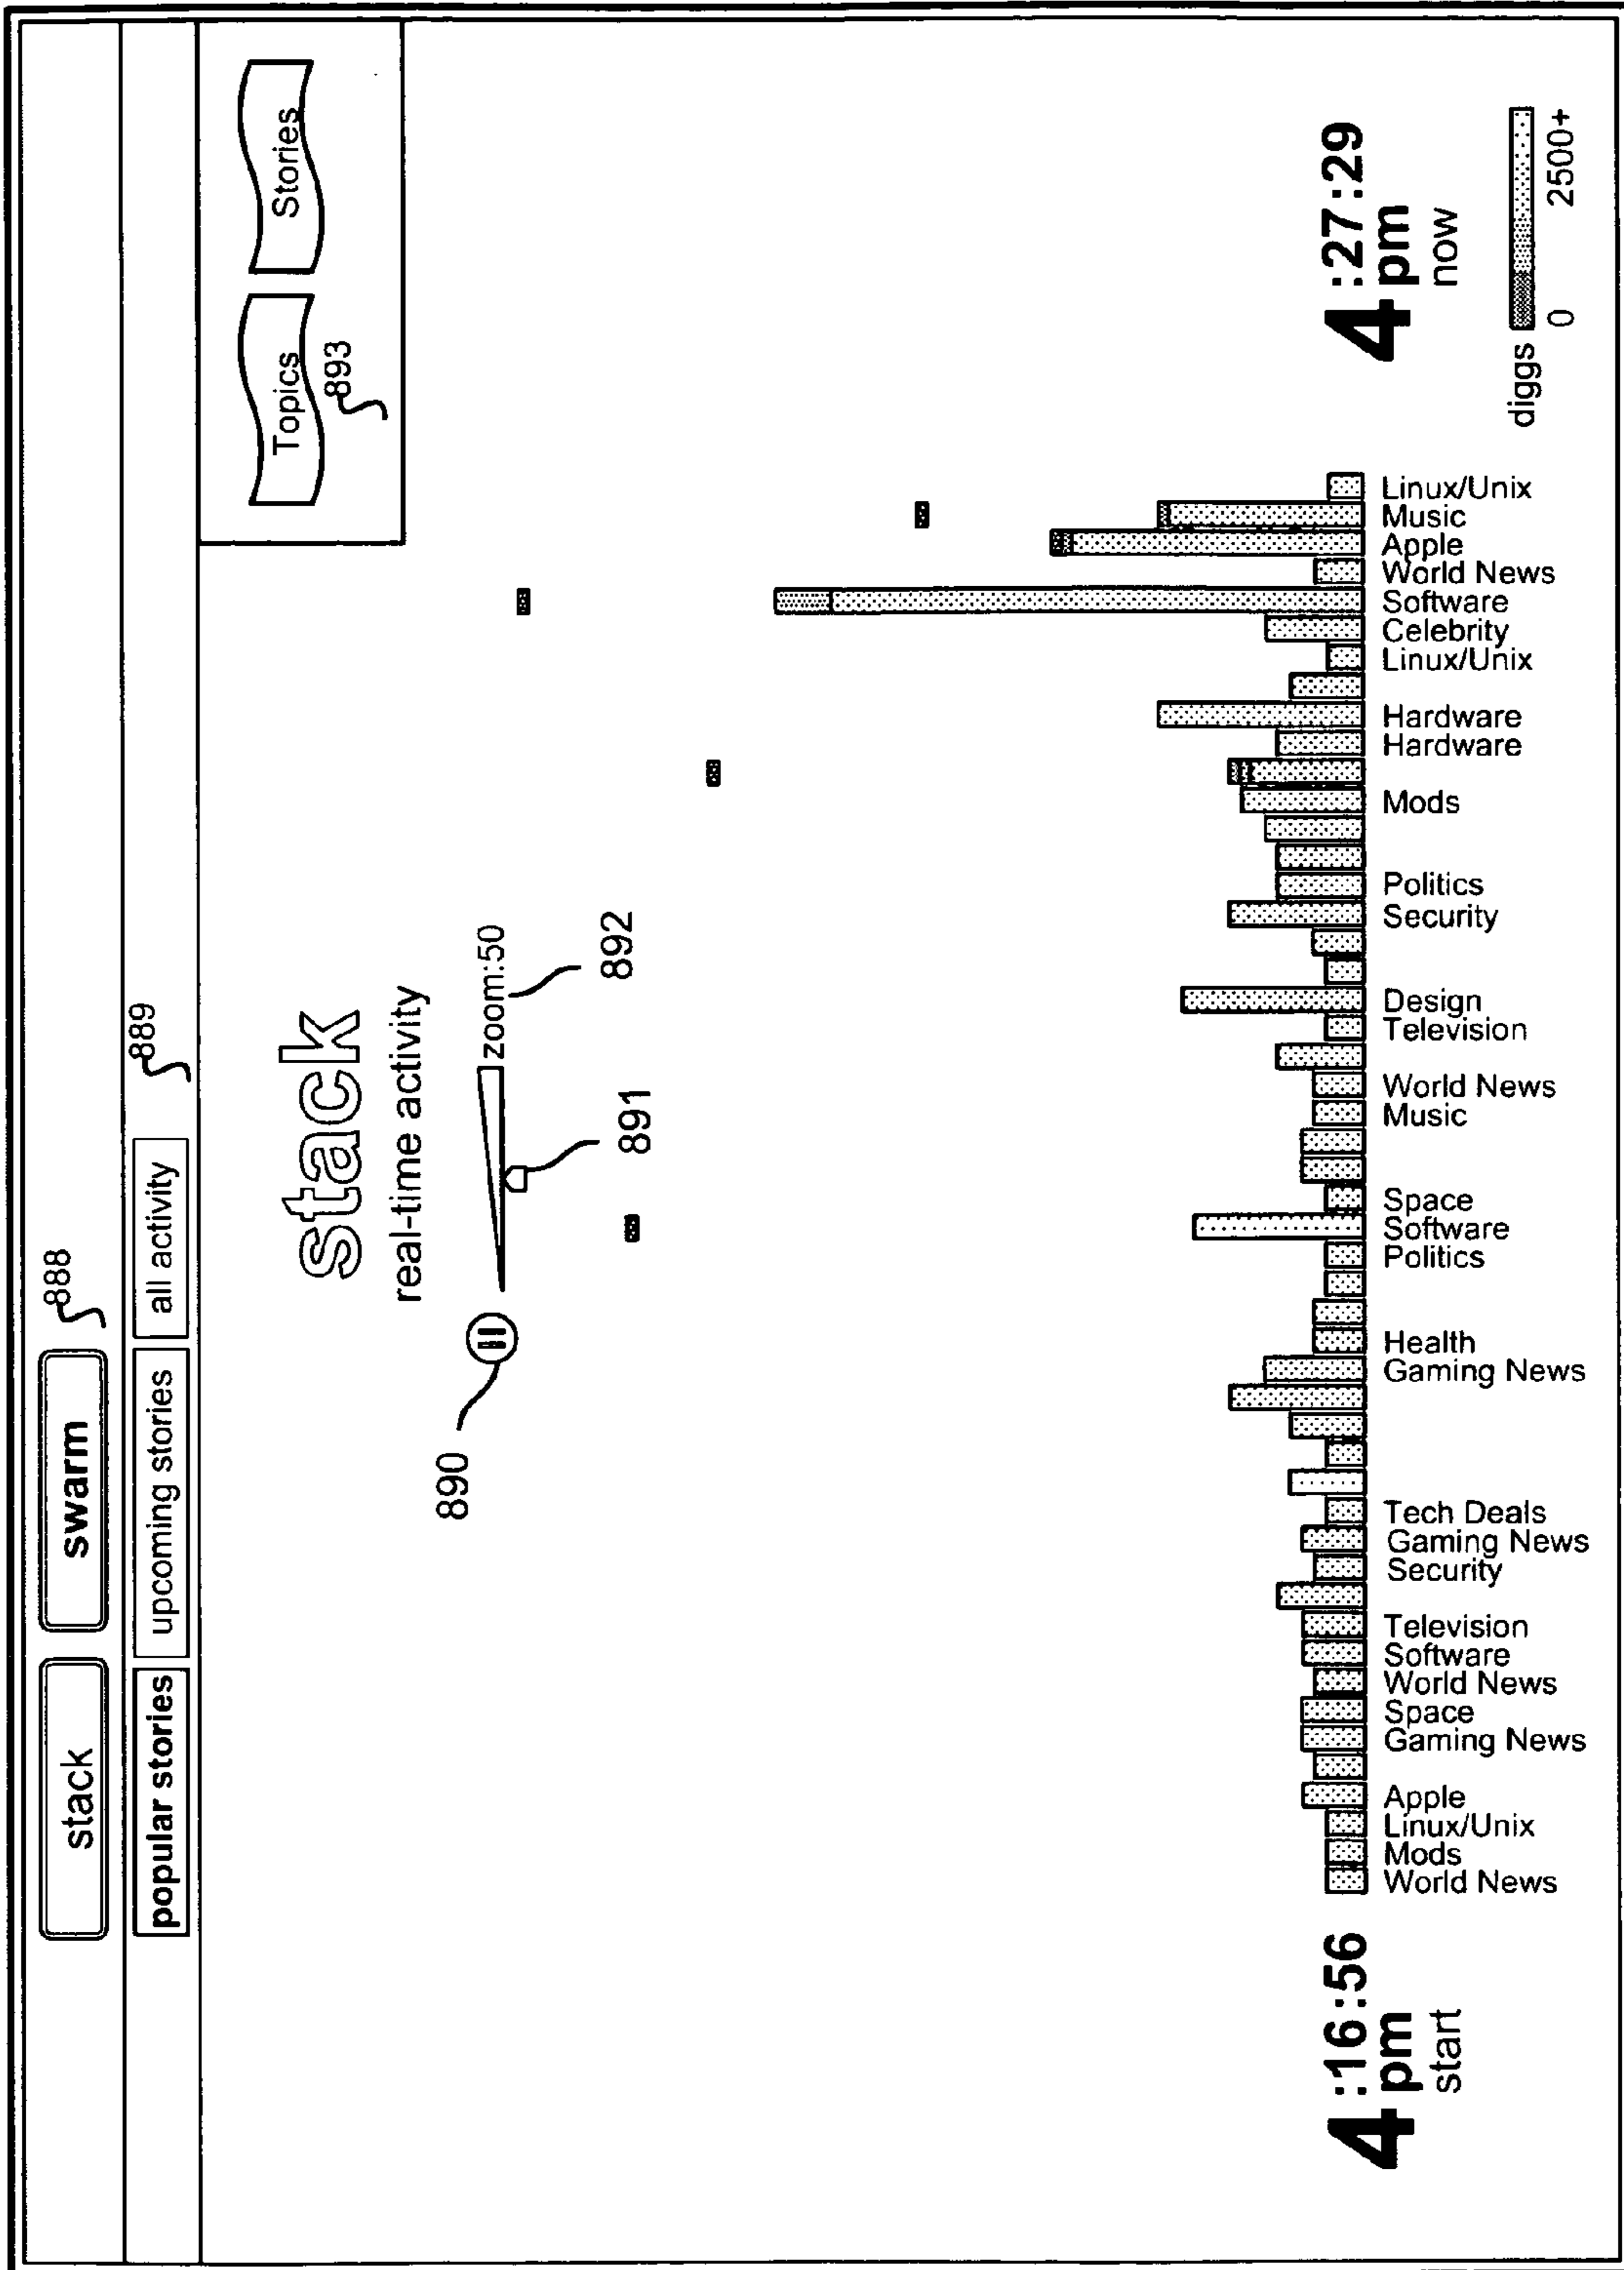 stack
swarm
888
popular stories
upcoming stories
all activity
889
Topics
Stories
893
stack
real-time activity
890
zoom:50
891
892
4:16:56
pm
start
World News
Mods
Linux/Unix
Apple
Gaming News
Space
World News
Software
Television
Security
Gaming News
Tech Deals
Gaming News
Health
Politics
Software
Space
Music
World News
Television
Design
Security
Politics
Mods
Hardware
Hardware
Linux/Unix
Celebrity
Software
World News
Apple
Music
Linux/Unix
4:27:29
pm
now
diggs
0
2500+